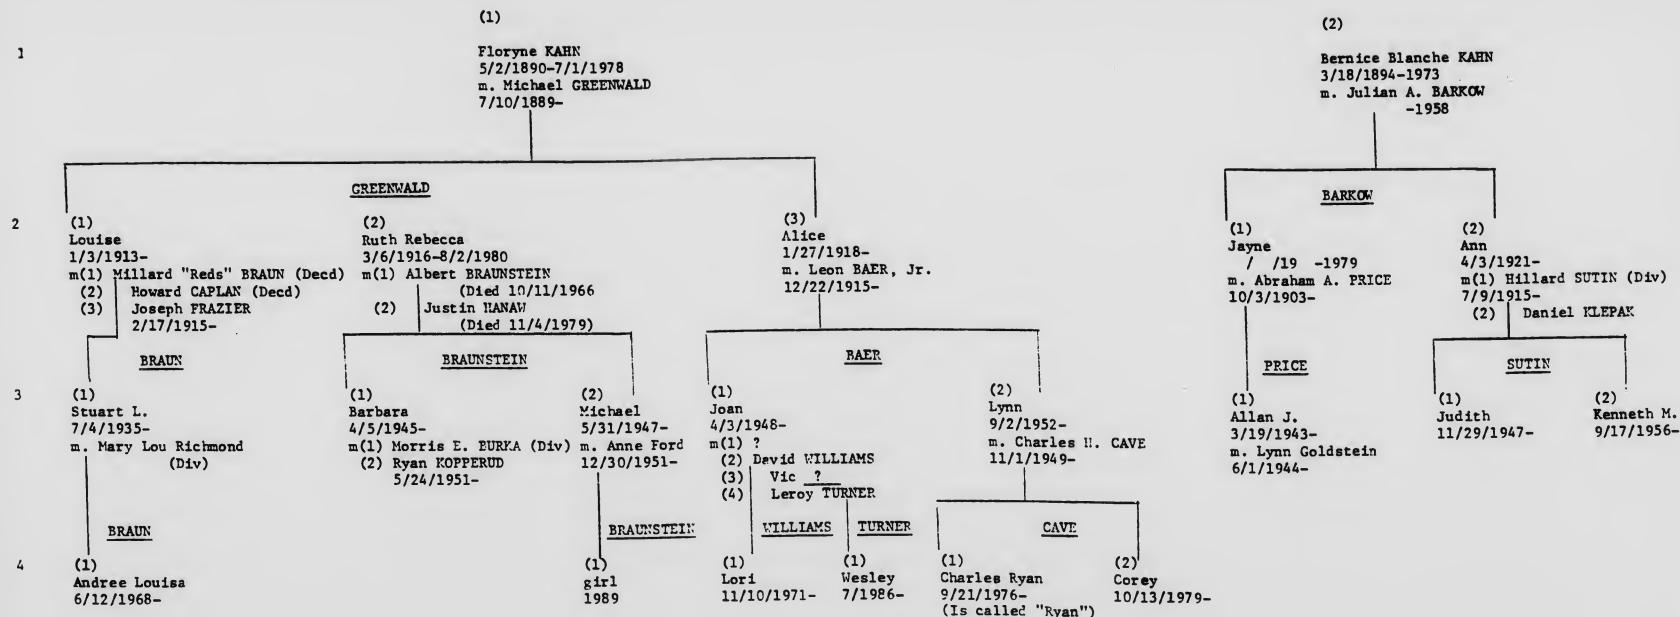 1
(1)
Floryne KAHN
5/2/1890-7/1/1978
m. Michael GREENWALD
7/10/1889-
(2)
Bernice Blanche KAHN
3/18/1894-1973
m. Julian A. BARKOW
-1958
GREENWALD
BARKOW
2
(1)
Louise
1/3/1913-
m(1) Millard "Reds" BRAUN (Decd)
(2) Howard CAPLAN (Decd)
(3) Joseph FRAZIER
2/17/1915-
(2)
Ruth Rebecca
3/6/1916-8/2/1980
m(1) Albert BRAUNSTEIN
(Died 10/11/1966
(2) Justin HANAW
(Died 11/4/1979)
(3)
Alice
1/27/1918-
m. Leon BAER, Jr.
12/22/1915-
(1)
Jayne
/ /19 -1979
m. Abraham A. PRICE
10/3/1903-
(2)
Ann
4/3/1921-
m(1) Hillard SUTIN (Div)
7/9/1915-
(2) Daniel KLEPAK
BRAUN
BRAUNSTEIN
BAER
PRICE
SUTIN
3
(1)
Stuart L.
7/4/1935-
m. Mary Lou Richmond
(Div)
(1)
Barbara
4/5/1945-
m(1) Morris E. BURKA (Div)
(2) Ryan KOPPERUD
5/24/1951-
(2)
Michael
5/31/1947-
m. Anne Ford
12/30/1951-
(1)
Joan
4/3/1948-
m(1) ?
(2) David WILLIAMS
(3) Vic ?
(4) Leroy TURNER
(2)
Lynn
9/2/1952-
m. Charles H. CAVE
11/1/1949-
(1)
Allan J.
3/19/1943-
m. Lynn Goldstein
6/1/1944-
(1)
Judith
11/29/1947-
(2)
Kenneth M.
9/17/1956-
BRAUN
BRAUNSTEIN
WILLIAMS
TURNER
CAVE
4
(1)
Andree Louisa
6/12/1968-
(1)
girl
1989
(1)
Lori
11/10/1971-
(1)
Wesley
7/1986-
(1)
Charles Ryan
9/21/1976-
(Is called "Ryan")
(2)
Corey
10/13/1979-